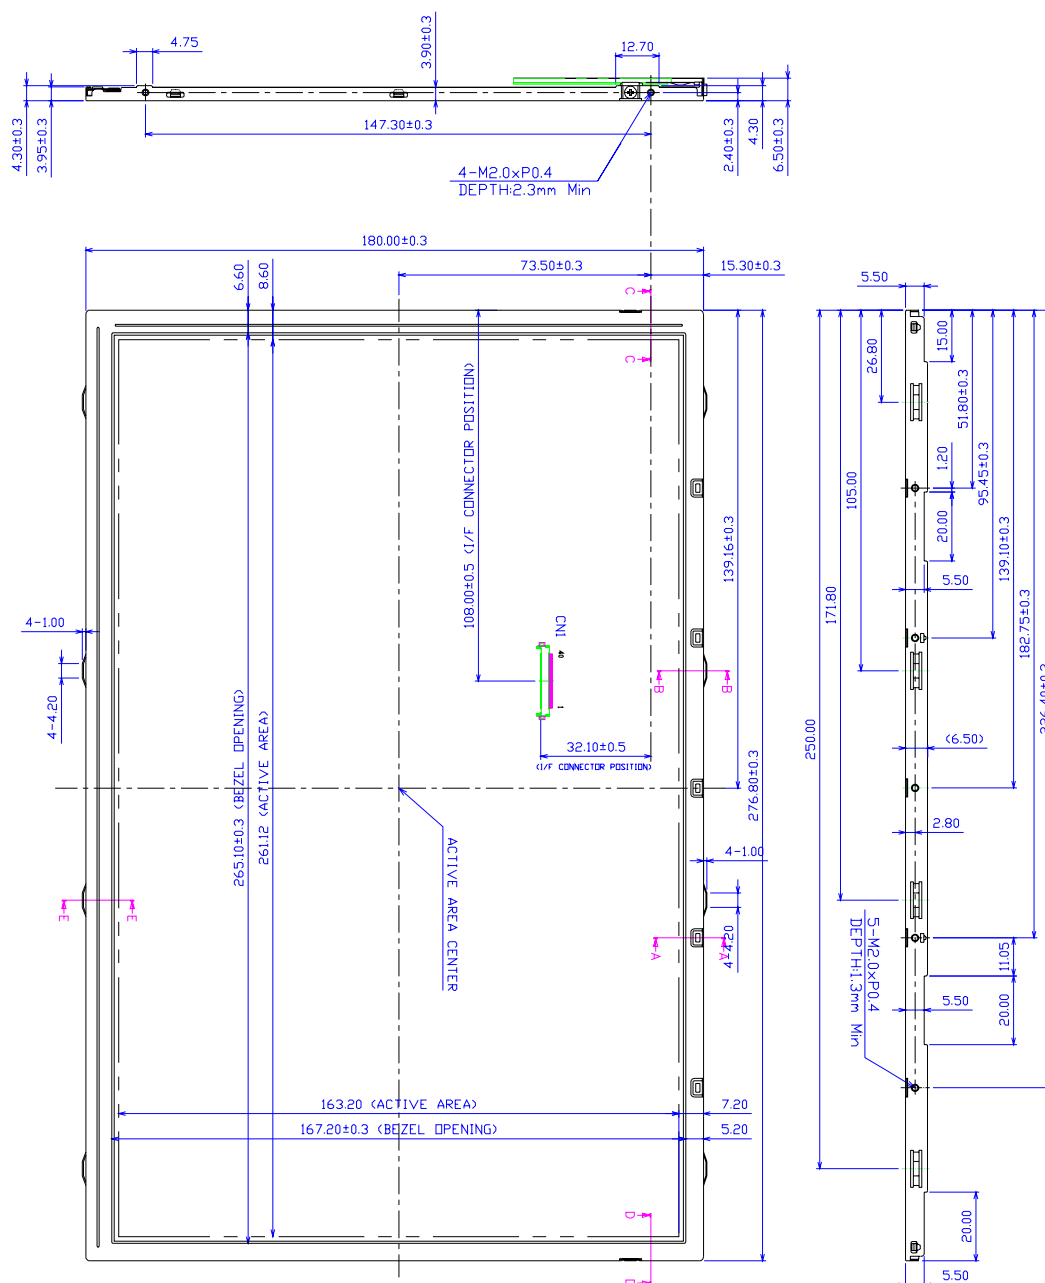 4.75
3.90±0.3
12.70
4.30±0.3
3.95±0.3
147.30±0.3
2.40±0.3
4.30
6.50±0.3
4-M2.0xP0.4
DEPTH:2.3mm Min
180.00±0.3
6.60
8.60
73.50±0.3
15.30±0.3
5.50
C
C
15.00
26.80
51.80±0.3
108.00±0.5 (I/F CONNECTOR POSITION)
1.20
95.45±0.3
105.00
139.16±0.3
20.00
139.10±0.3
5.50
171.80
182.75±0.3
4-1.00
CN1
40
1
B
B
4-4.20
32.10±0.5
(I/F CONNECTOR POSITION)
276.80±0.3
250.00
(6.50)
265.10±0.3 (BEZEL OPENING)
261.12 (ACTIVE AREA)
2.80
ACTIVE AREA CENTER
4-1.00
E
E
4-4.20
A
A
5-M2.0xP0.4
DEPTH:1.3mm Min
11.05
5.50
20.00
163.20 (ACTIVE AREA)
7.20
167.20±0.3 (BEZEL OPENING)
5.20
D
20.00
5.50